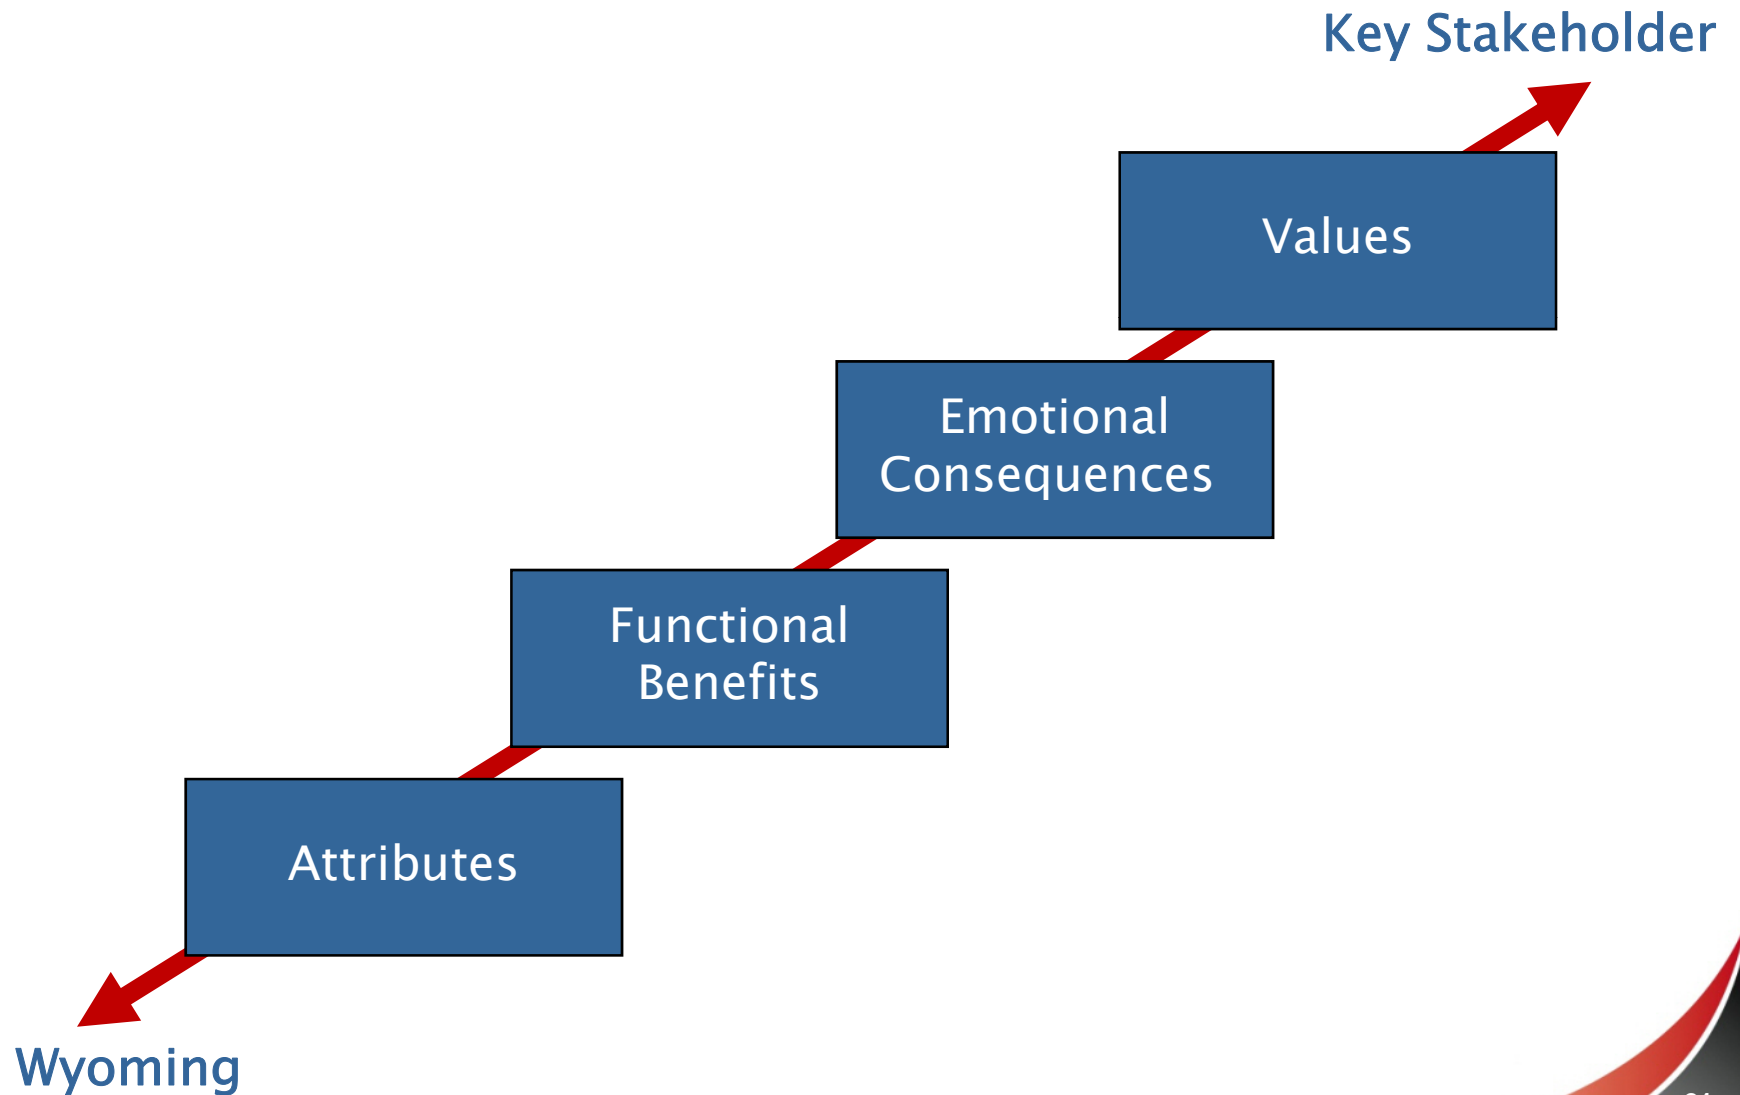 Key Stakeholder
Values
Emotional
Consequences
Functional
Benefits
Attributes
Wyoming